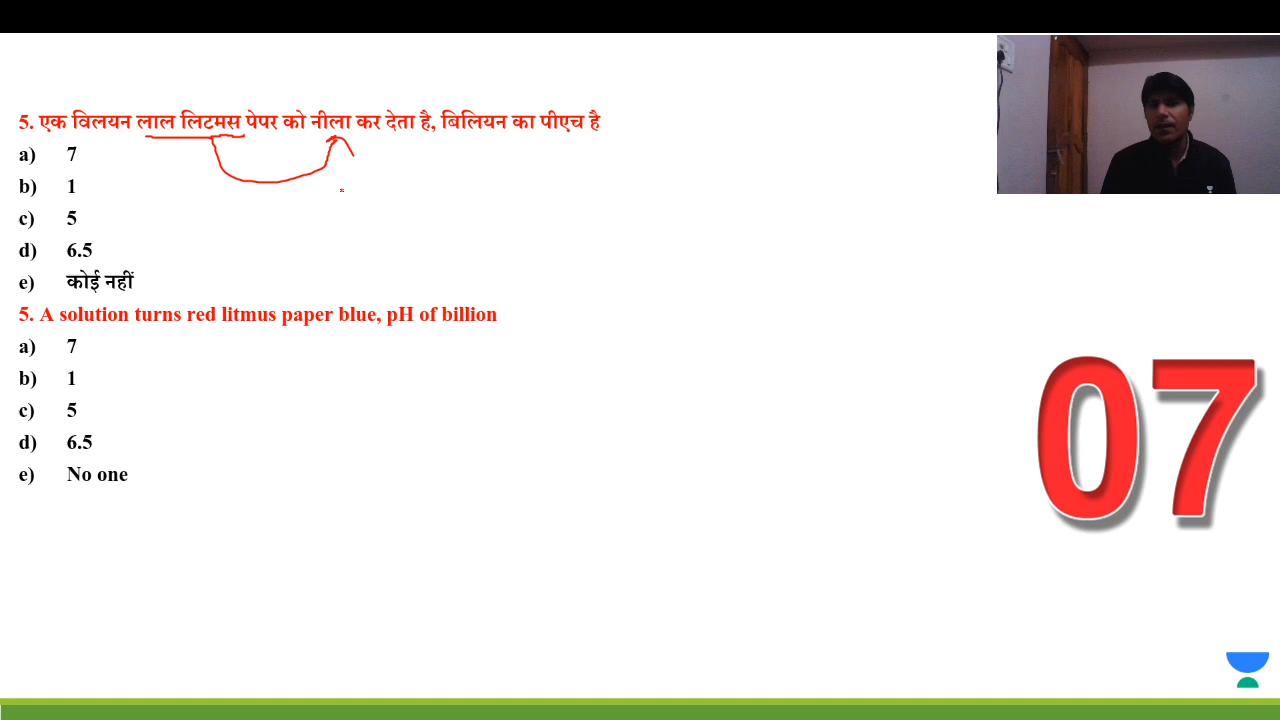 5. एक विलयन लाल लिटमस पेपर को नीला कर देता है, बिलियन का पीएच है
a) 7
b) 1
c) 5
d) 6.5
e) कोई नहीं
5. A solution turns red litmus paper blue, pH of billion
a) 7
b) 1
c) 5
d) 6.5
e) No one
07